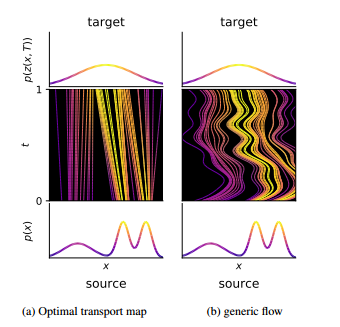 target
target
p(z(x, T))
1
t
0
p(x)
x
x
source
source
(a) Optimal transport map
(b) generic flow